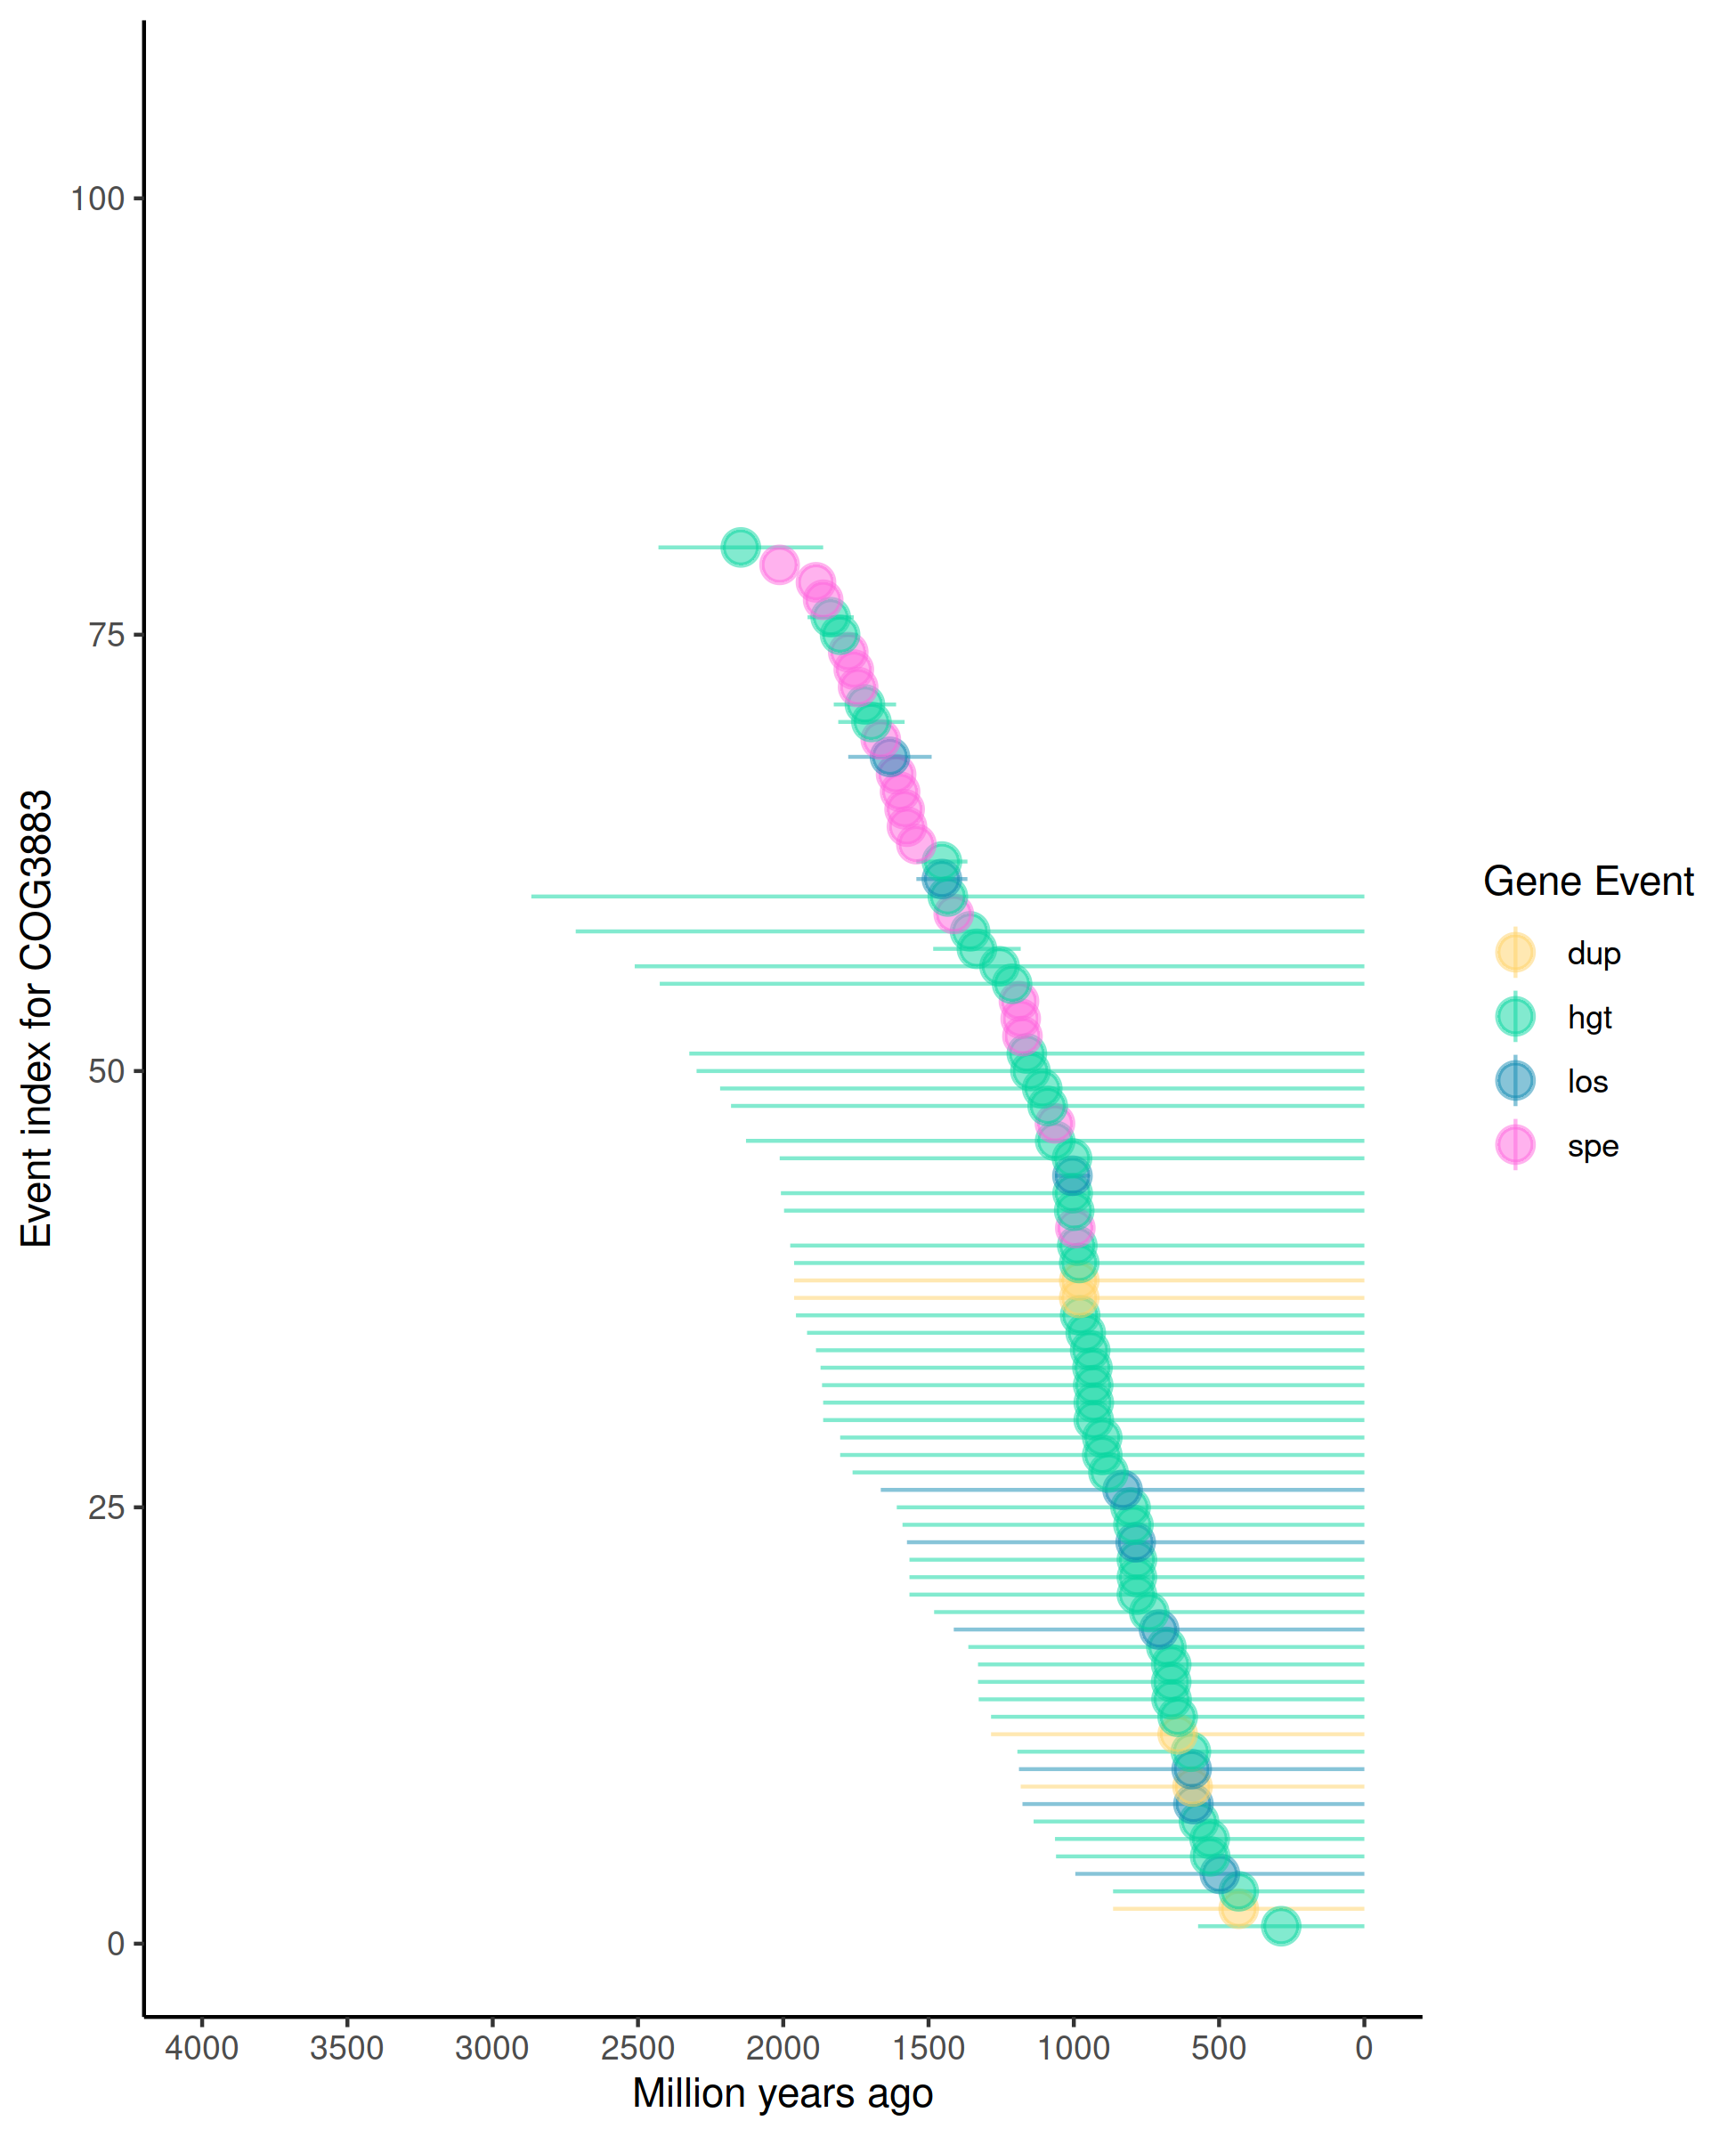 Event index for COG3883
100
75
50
25
0
4000 3500 3000 2500 2000 1500 1000 500 0
Million years ago
Gene Event
dup
hgt
los
spe